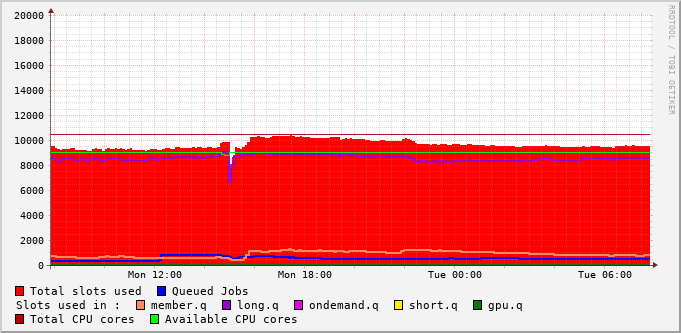 RRDTOOL / TOBI OETIKER
20000
18000
16000
14000
12000
10000
8000
6000
4000
2000
0
Mon 12:00 Mon 18:00 Tue 00:00 Tue 06:00
Total slots used Queued Jobs
Slots used in : member.q long.q ondemand.q short.q gpu.q
Total CPU cores Available CPU cores